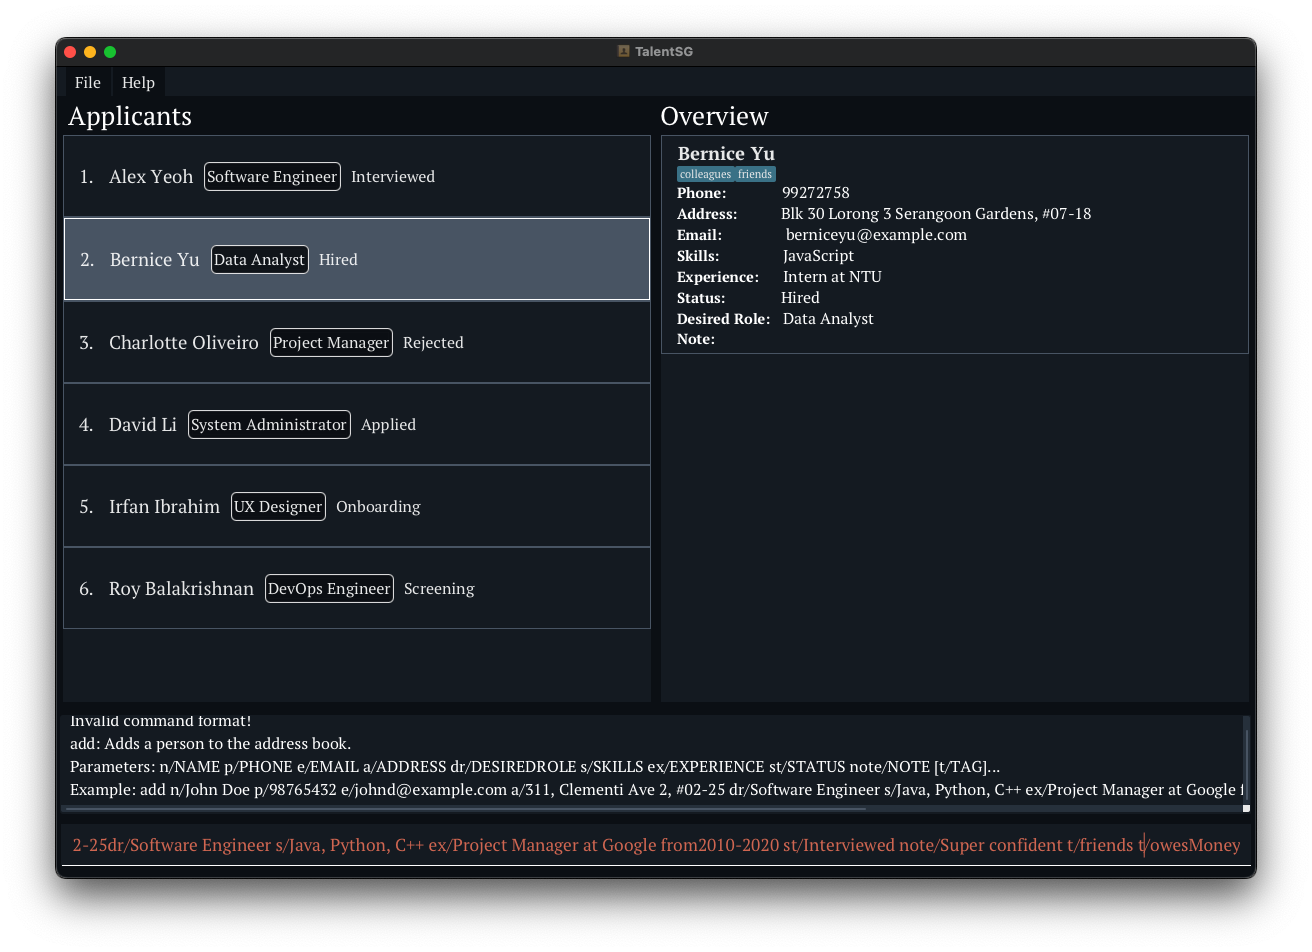 TalentSG
File Help
Applicants
1. Alex Yeoh Software Engineer Interviewed
2. Bernice Yu Data Analyst Hired
3. Charlotte Oliveiro Project Manager Rejected
4. David Li System Administrator Applied
5. Irfan Ibrahim UX Designer Onboarding
6. Roy Balakrishnan DevOps Engineer Screening
Overview
Bernice Yu
colleagues friends
Phone: 99272758
Address: Blk 30 Lorong 3 Serangoon Gardens, #07-18
Email: berniceyu@example.com
Skills: JavaScript
Experience: Intern at NTU
Status: Hired
Desired Role: Data Analyst
Note:
Invalid command format!
add: Adds a person to the address book.
Parameters: n/NAME p/PHONE e/EMAIL a/ADDRESS dr/DESIREDROLE s/SKILLS ex/EXPERIENCE st/STATUS note/NOTE [t/TAG]...
Example: add n/John Doe p/98765432 e/johnd@example.com a/311, Clementi Ave 2, #02-25 dr/Software Engineer s/Java, Python, C++ ex/Project Manager at Google
2-25dr/Software Engineer s/Java, Python, C++ ex/Project Manager at Google from2010-2020 st/Interviewed note/Super confident t/friends t/owesMoney